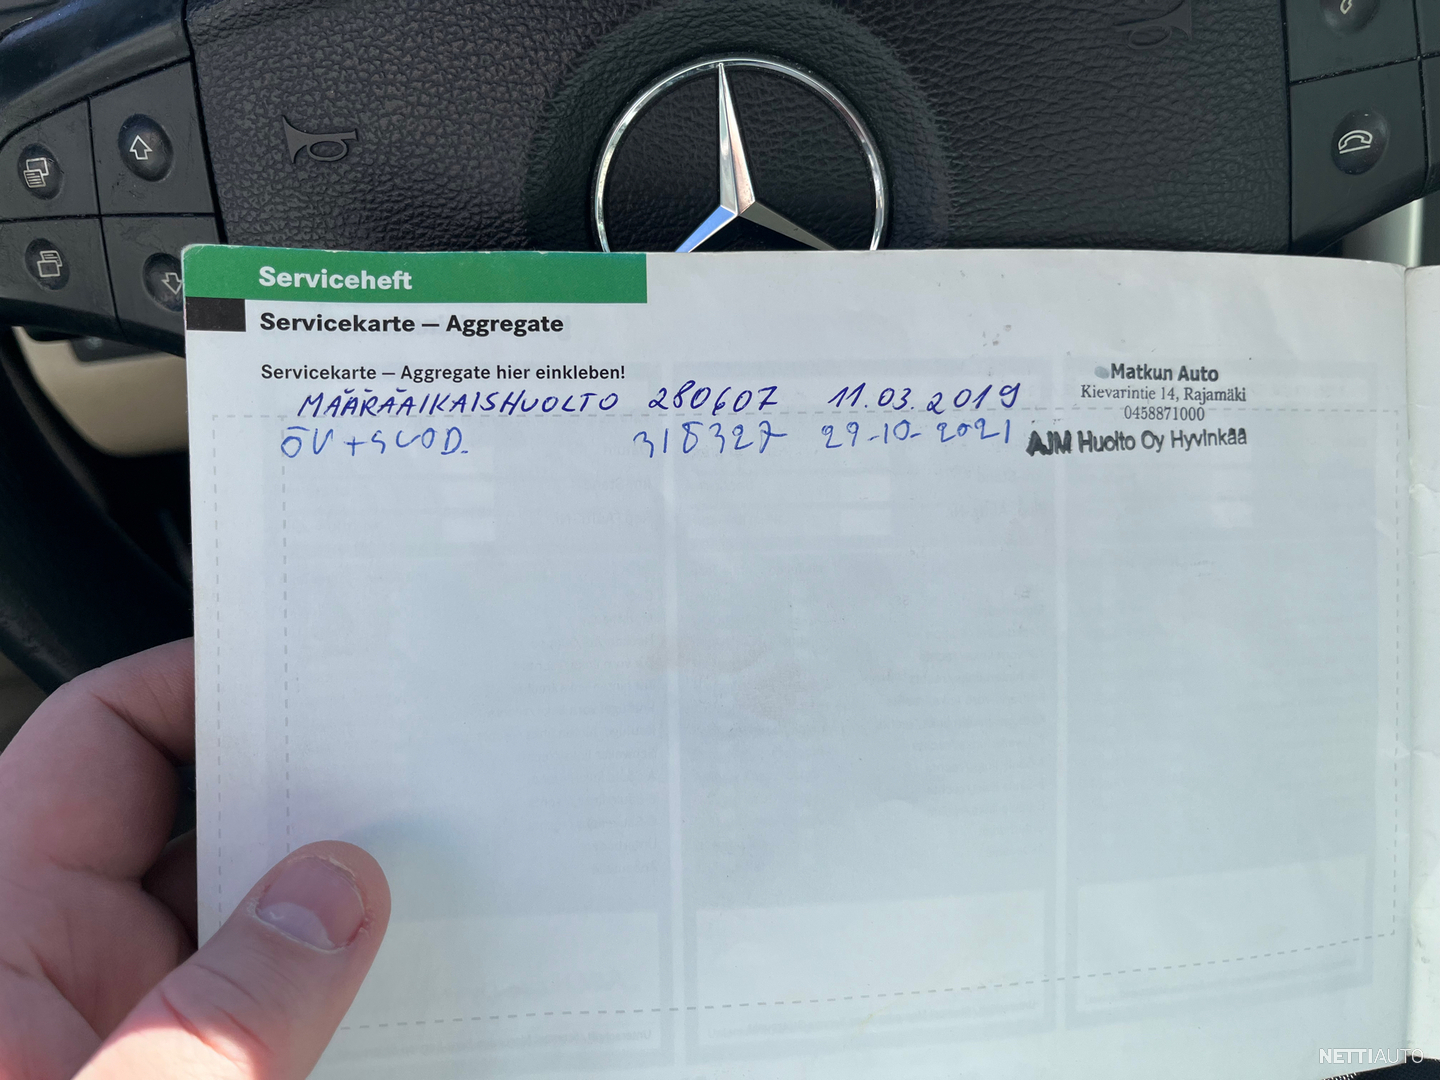 Serviceheft
Servicekarte – Aggregate
Servicekarte – Aggregate hier einkleben!
MÄÄRÄAIKAISHUOLTO 280607 11.03.2019
Matkun Auto
Kievarintie 14, Rajamäki
0458871000
ÖV + SUOD. 318327 29-10-2021
AJM Huolto Oy Hyvinkää
NETTIAUTO